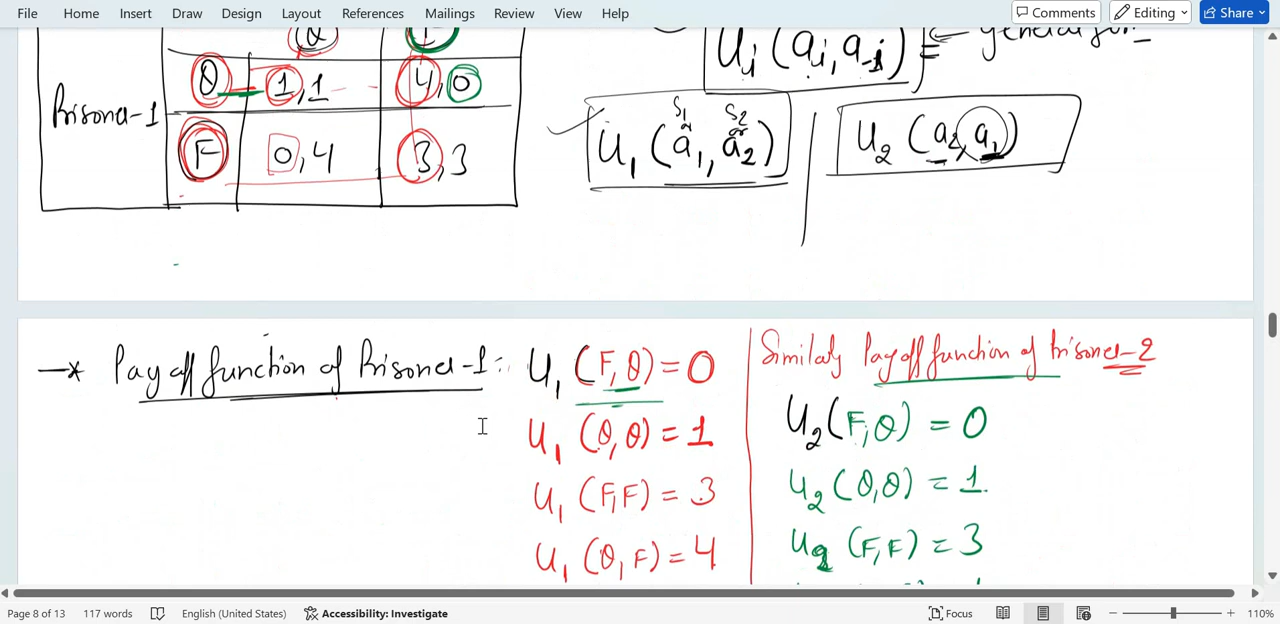 File Home Insert Draw Design Layout References Mailings Review View Help Comments Editing Share
Q F
Prisoner-1 Q 1,1 4,0
F 0,4 3,3
Ui (ai, a-i) = ← general fun
S1 S2
U1 (a1, a2) U2 (a2, a1)
→* Pay off function of Prisoner-1: U1 (F, Q) = 0
U1 (Q, Q) = 1
U1 (F, F) = 3
U1 (Q, F) = 4
Similarly Pay off function of Prisoner-2
U2 (F, Q) = 0
U2 (Q, Q) = 1
U2 (F, F) = 3
Page 8 of 13 117 words English (United States) Accessibility: Investigate Focus 110%